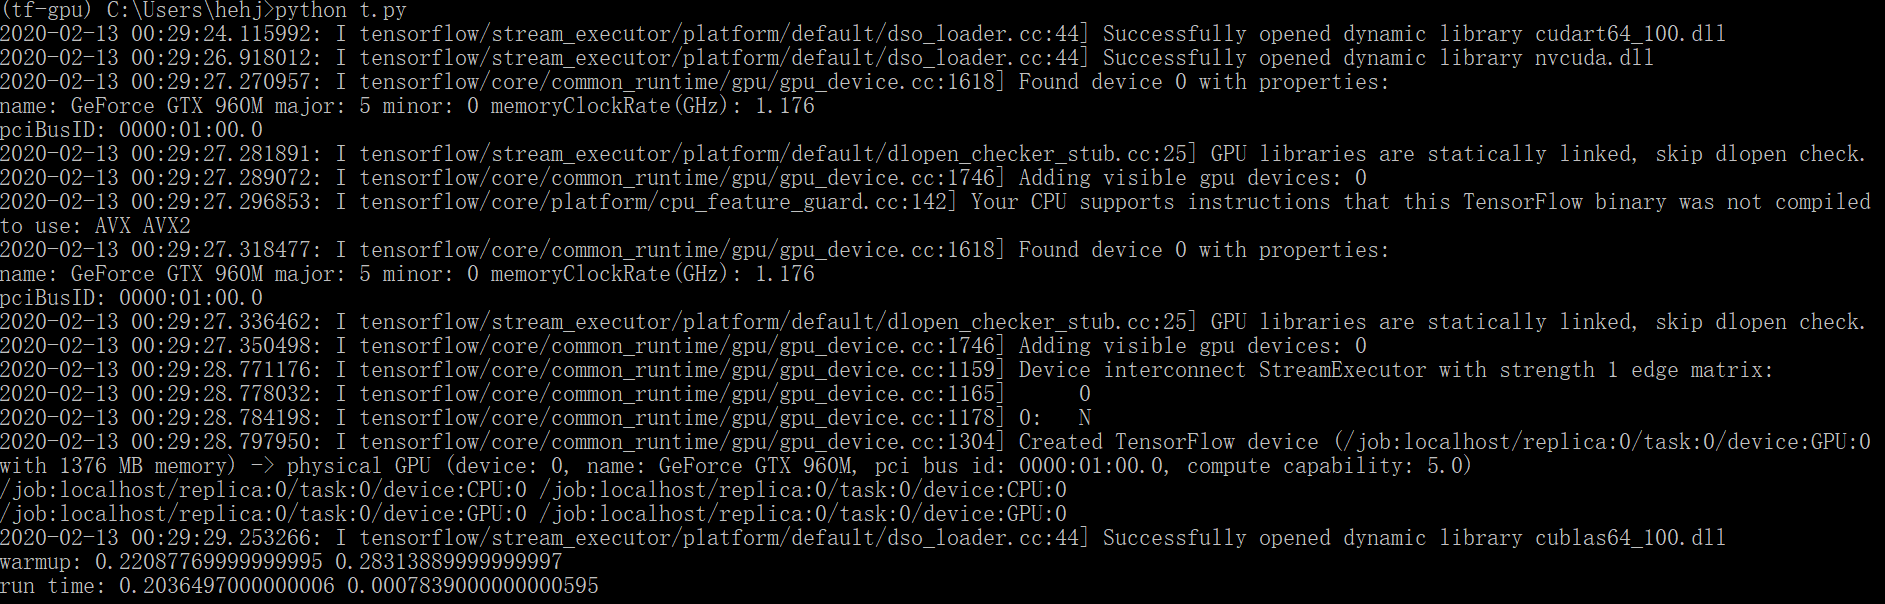 (tf-gpu) C:\Users\hehj>python t.py
2020-02-13 00:29:24.115992: I tensorflow/stream_executor/platform/default/dso_loader.cc:44] Successfully opened dynamic library cudart64_100.dll
2020-02-13 00:29:26.918012: I tensorflow/stream_executor/platform/default/dso_loader.cc:44] Successfully opened dynamic library nvcuda.dll
2020-02-13 00:29:27.270957: I tensorflow/core/common_runtime/gpu/gpu_device.cc:1618] Found device 0 with properties:
name: GeForce GTX 960M major: 5 minor: 0 memoryClockRate(GHz): 1.176
pciBusID: 0000:01:00.0
2020-02-13 00:29:27.281891: I tensorflow/stream_executor/platform/default/dlopen_checker_stub.cc:25] GPU libraries are statically linked, skip dlopen check.
2020-02-13 00:29:27.289072: I tensorflow/core/common_runtime/gpu/gpu_device.cc:1746] Adding visible gpu devices: 0
2020-02-13 00:29:27.296853: I tensorflow/core/platform/cpu_feature_guard.cc:142] Your CPU supports instructions that this TensorFlow binary was not compiled
to use: AVX AVX2
2020-02-13 00:29:27.318477: I tensorflow/core/common_runtime/gpu/gpu_device.cc:1618] Found device 0 with properties:
name: GeForce GTX 960M major: 5 minor: 0 memoryClockRate(GHz): 1.176
pciBusID: 0000:01:00.0
2020-02-13 00:29:27.336462: I tensorflow/stream_executor/platform/default/dlopen_checker_stub.cc:25] GPU libraries are statically linked, skip dlopen check.
2020-02-13 00:29:27.350498: I tensorflow/core/common_runtime/gpu/gpu_device.cc:1746] Adding visible gpu devices: 0
2020-02-13 00:29:28.771176: I tensorflow/core/common_runtime/gpu/gpu_device.cc:1159] Device interconnect StreamExecutor with strength 1 edge matrix:
2020-02-13 00:29:28.778032: I tensorflow/core/common_runtime/gpu/gpu_device.cc:1165]      0
2020-02-13 00:29:28.784198: I tensorflow/core/common_runtime/gpu/gpu_device.cc:1178] 0:   N
2020-02-13 00:29:28.797950: I tensorflow/core/common_runtime/gpu/gpu_device.cc:1304] Created TensorFlow device (/job:localhost/replica:0/task:0/device:GPU:0
with 1376 MB memory) -> physical GPU (device: 0, name: GeForce GTX 960M, pci bus id: 0000:01:00.0, compute capability: 5.0)
/job:localhost/replica:0/task:0/device:CPU:0 /job:localhost/replica:0/task:0/device:CPU:0
/job:localhost/replica:0/task:0/device:GPU:0 /job:localhost/replica:0/task:0/device:GPU:0
2020-02-13 00:29:29.253266: I tensorflow/stream_executor/platform/default/dso_loader.cc:44] Successfully opened dynamic library cublas64_100.dll
warmup: 0.22087769999999995 0.28313889999999997
run time: 0.2036497000000006 0.0007839000000000595